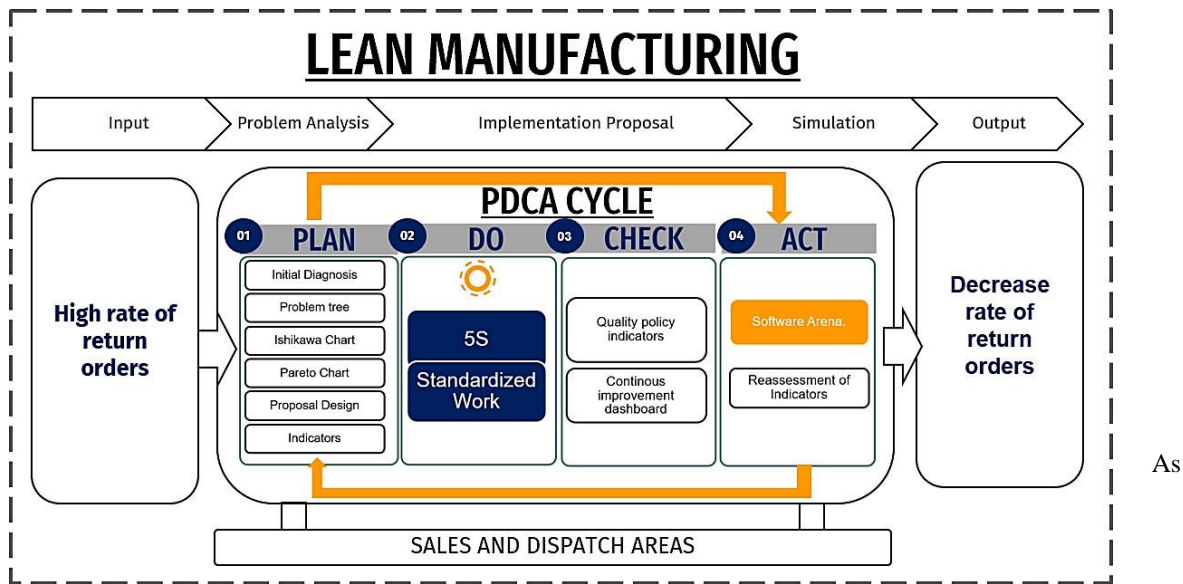 LEAN MANUFACTURING
Input
Problem Analysis
Implementation Proposal
Simulation
Output
High rate of
return
orders
PDCA CYCLE
01
PLAN
Initial Diagnosis
Problem tree
Ishikawa Chart
Pareto Chart
Proposal Design
Indicators
02
DO
5S
Standardized
Work
03
CHECK
Quality policy
indicators
Continous
improvement
dashboard
04
ACT
Software Arena.
Reassessment of
Indicators
Decrease
rate of
return
orders
SALES AND DISPATCH AREAS
As